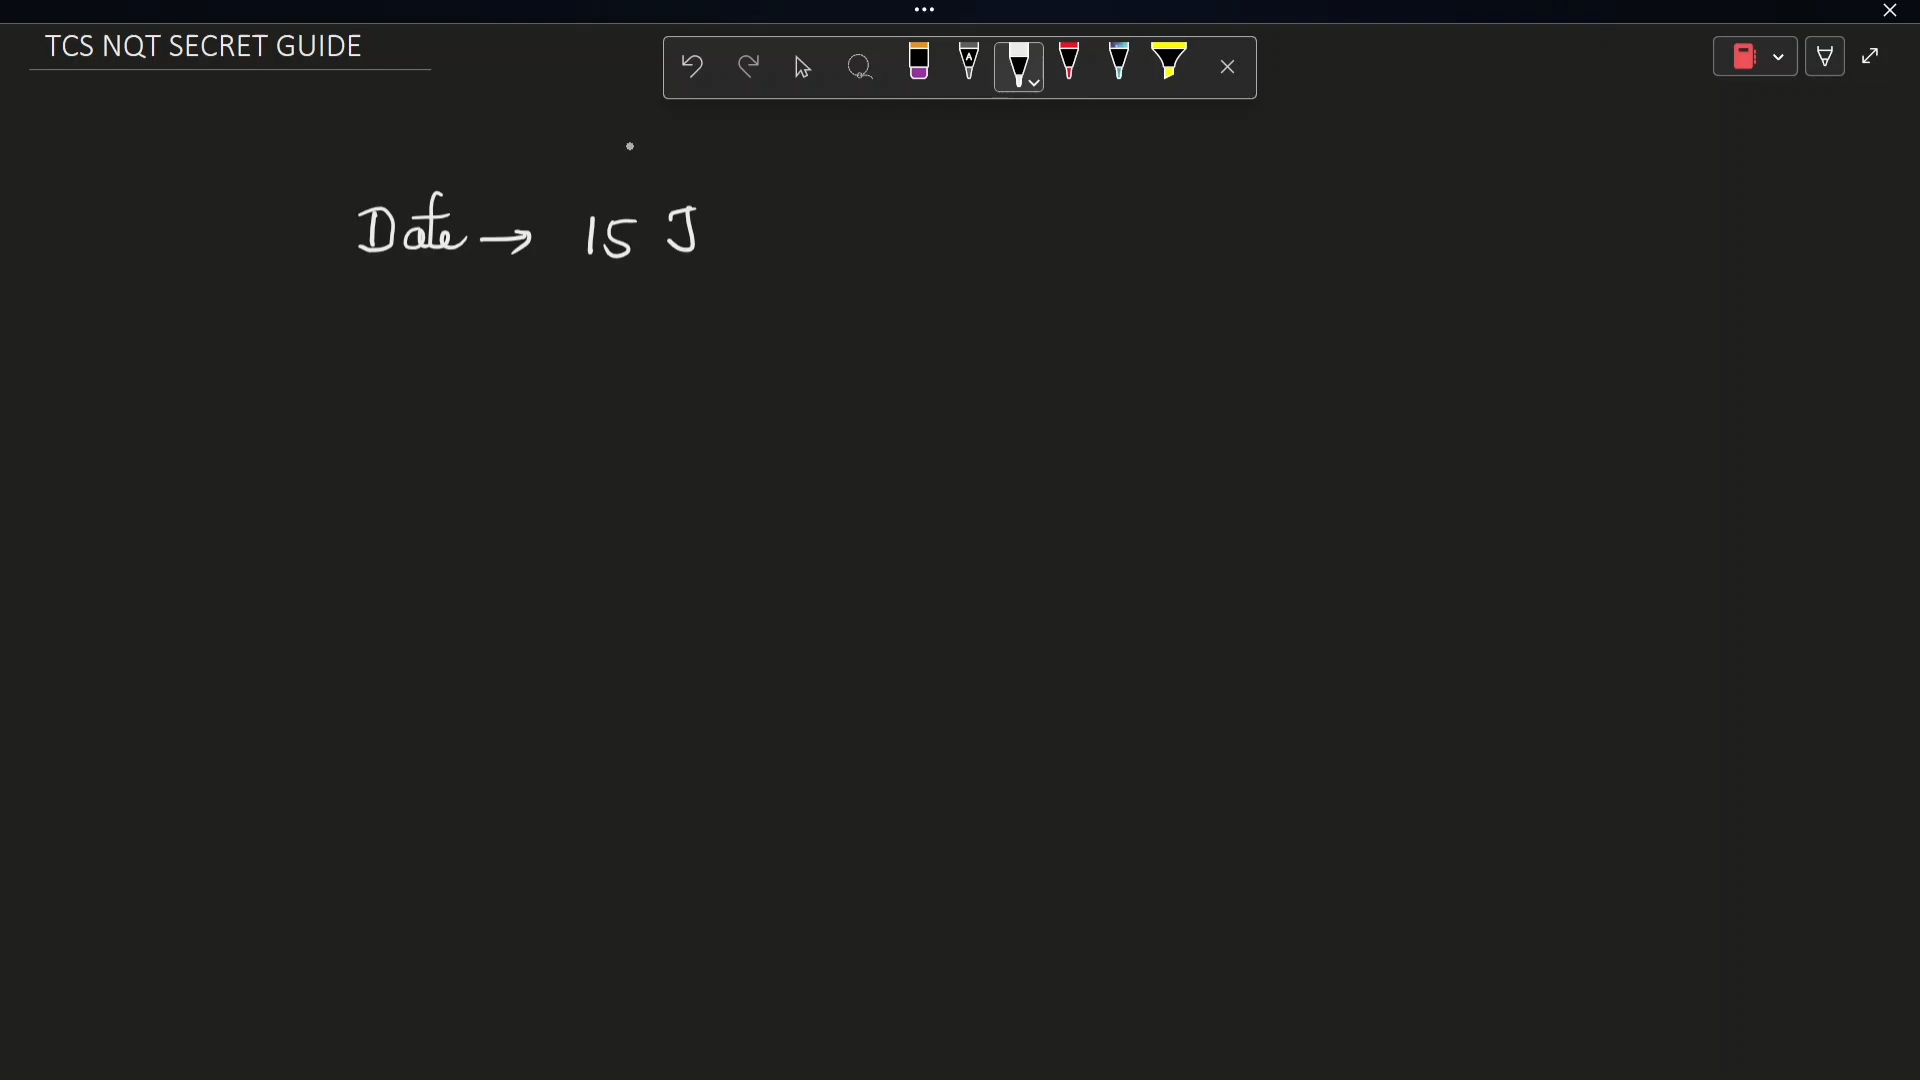 TCS NQT SECRET GUIDE
Date → 15 J